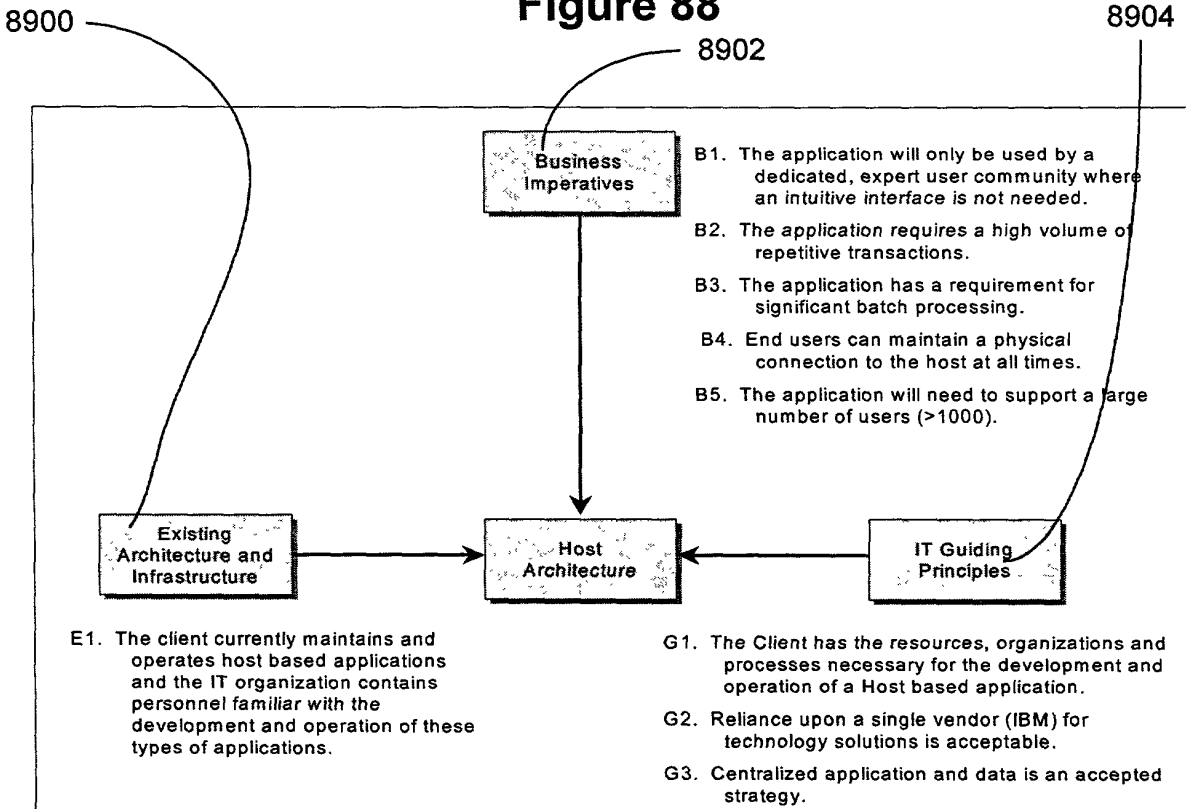 Figure 88
8900
8904
8902
Business
Imperatives
B1. The application will only be used by a
dedicated, expert user community where
an intuitive interface is not needed.
B2. The application requires a high volume of
repetitive transactions.
B3. The application has a requirement for
significant batch processing.
B4. End users can maintain a physical
connection to the host at all times.
B5. The application will need to support a large
number of users (>1000).
Existing
Architecture and
Infrastructure
Host
Architecture
IT Guiding
Principles
E1. The client currently maintains and
operates host based applications
and the IT organization contains
personnel familiar with the
development and operation of these
types of applications.
G1. The Client has the resources, organizations and
processes necessary for the development and
operation of a Host based application.
G2. Reliance upon a single vendor (IBM) for
technology solutions is acceptable.
G3. Centralized application and data is an accepted
strategy.